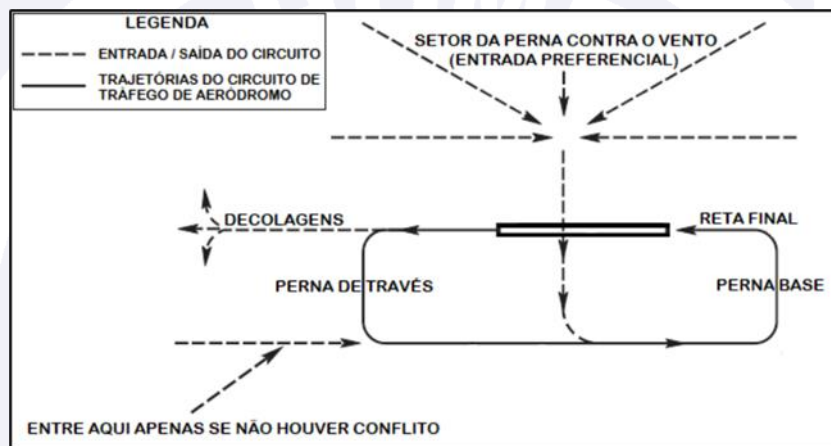 LEGENDA
ENTRADA / SAÍDA DO CIRCUITO
TRAJETÓRIAS DO CIRCUITO DE
TRÁFEGO DE AERÓDROMO
SETOR DA PERNA CONTRA O VENTO
(ENTRADA PREFERENCIAL)
DECOLAGENS
RETA FINAL
PERNA DE TRAVÉS
PERNA BASE
ENTRE AQUI APENAS SE NÃO HOUVER CONFLITO